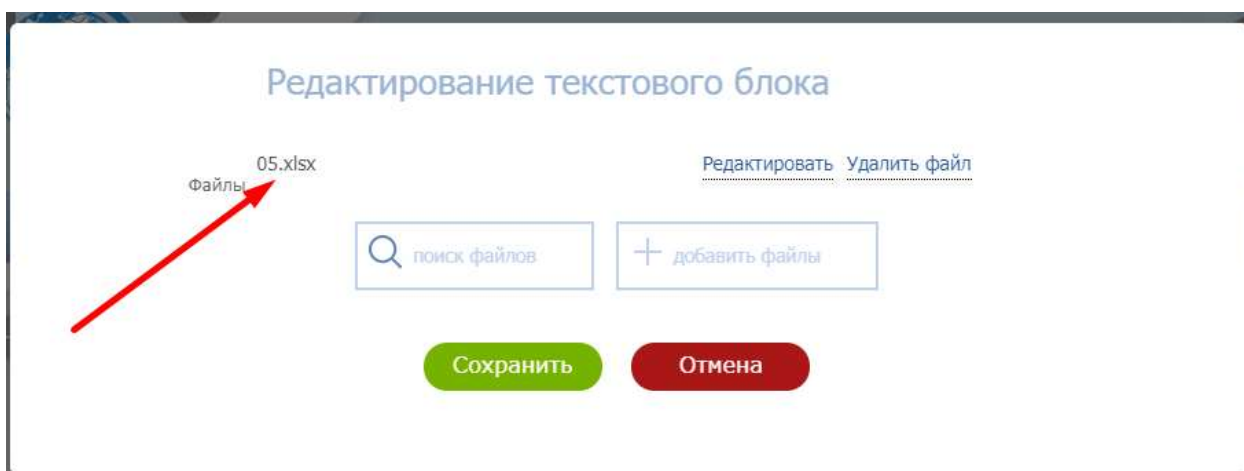 Редактирование текстового блока
05.xlsx
Файлы
Редактировать Удалить файл
поиск файлов
добавить файлы
Сохранить
Отмена